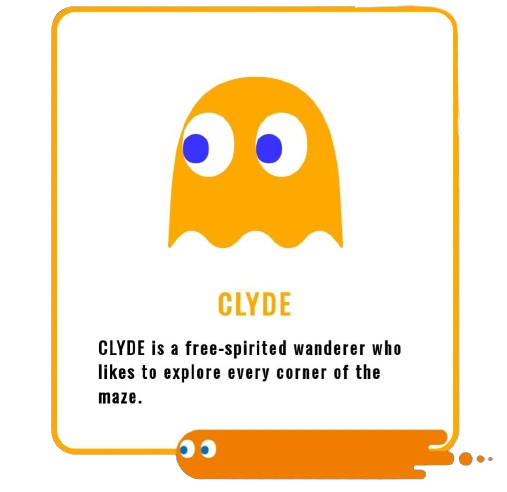 CLYDE
CLYDE is a free-spirited wanderer who
likes to explore every corner of the
maze.